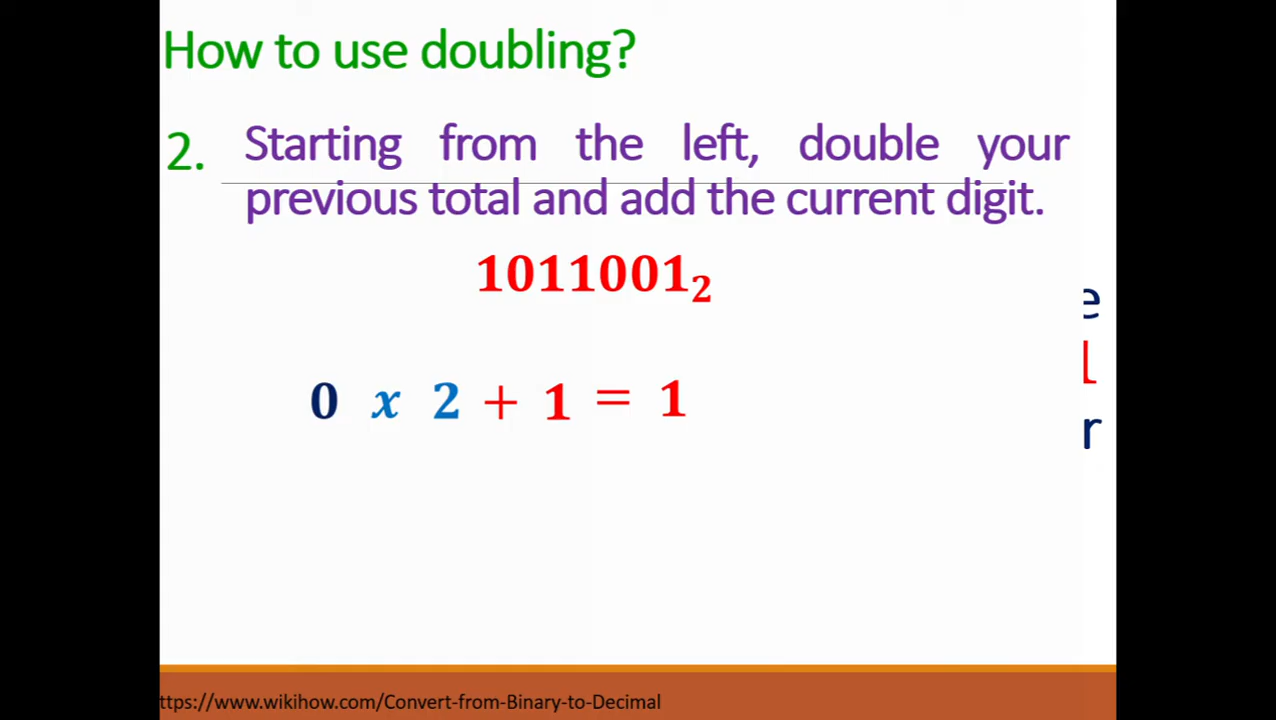 How to use doubling?
2. Starting from the left, double your
previous total and add the current digit.
1011001₂
0 x 2 + 1 = 1
e
1
r
ttps://www.wikihow.com/Convert-from-Binary-to-Decimal